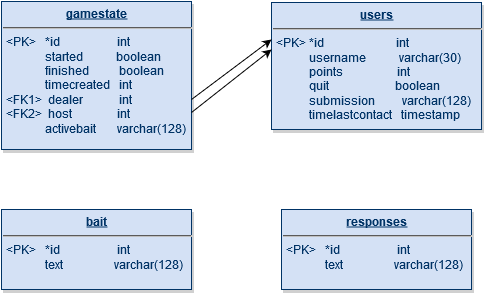 gamestate
<PK> *id int
started boolean
finished boolean
timecreated int
<FK1> dealer int
<FK2> host int
activebait varchar(128)
users
<PK> *id int
username varchar(30)
points int
quit boolean
submission varchar(128)
timelastcontact timestamp
bait
<PK> *id int
text varchar(128)
responses
<PK> *id int
text varchar(128)